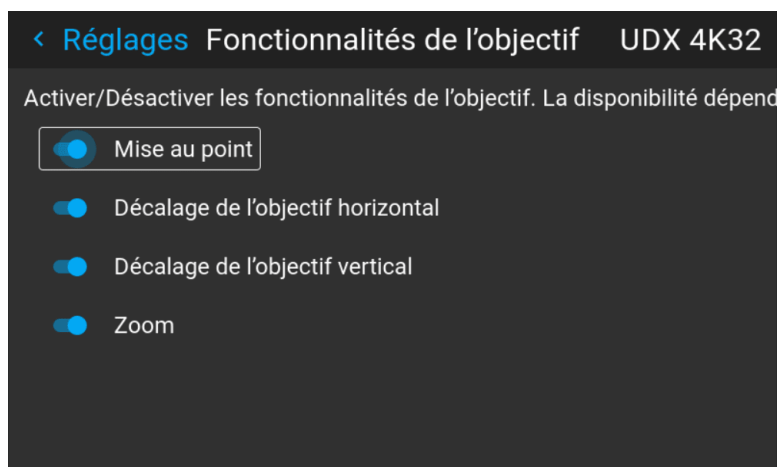 Réglages Fonctionnalités de l’objectif UDX 4K32
Activer/Désactiver les fonctionnalités de l’objectif. La disponibilité dépend
Mise au point
Décalage de l’objectif horizontal
Décalage de l’objectif vertical
Zoom